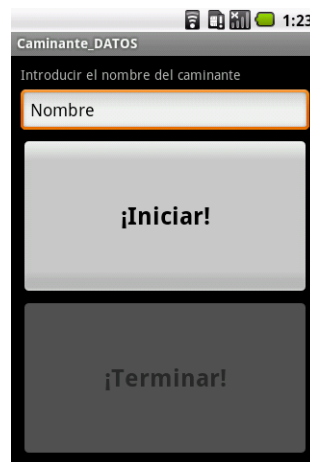 1:23
Caminante_DATOS
Introducir el nombre del caminante
Nombre
¡Iniciar!
¡Terminar!